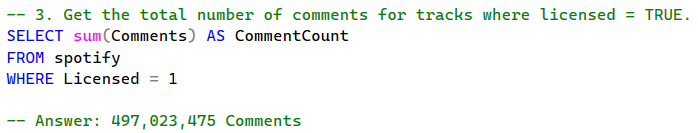 -- 3. Get the total number of comments for tracks where licensed = TRUE.
SELECT sum(Comments) AS CommentCount
FROM spotify
WHERE Licensed = 1
-- Answer: 497,023,475 Comments